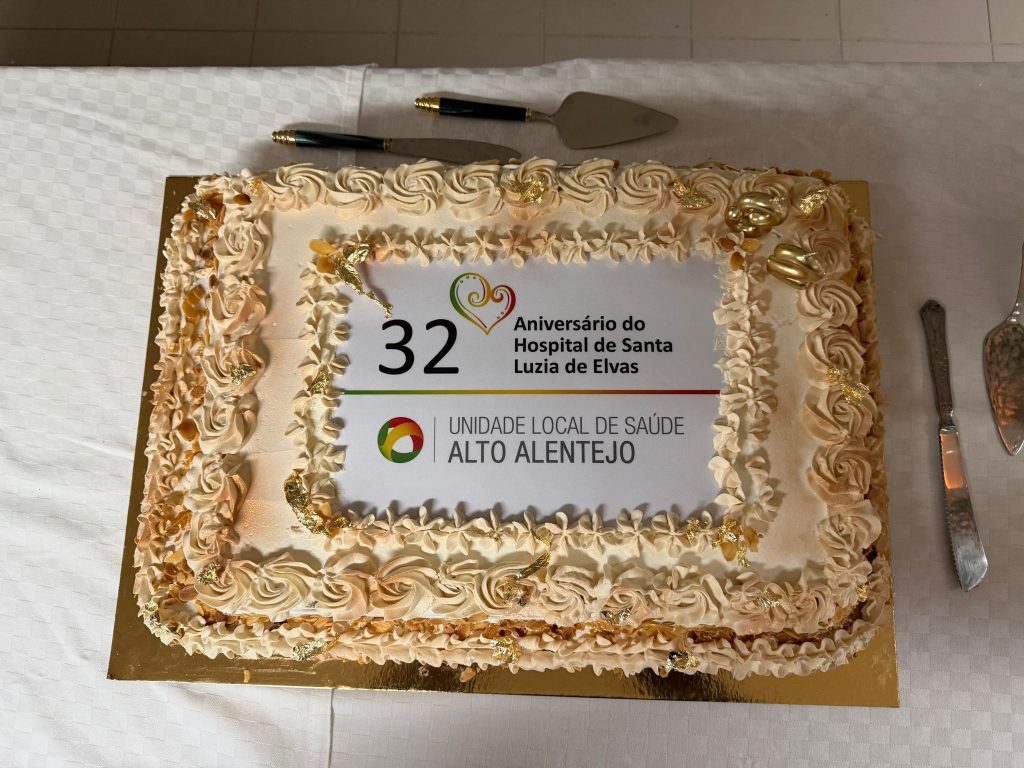 32
Aniversário do
Hospital de Santa
Luzia de Elvas
UNIDADE LOCAL DE SAÚDE
ALTO ALENTEJO